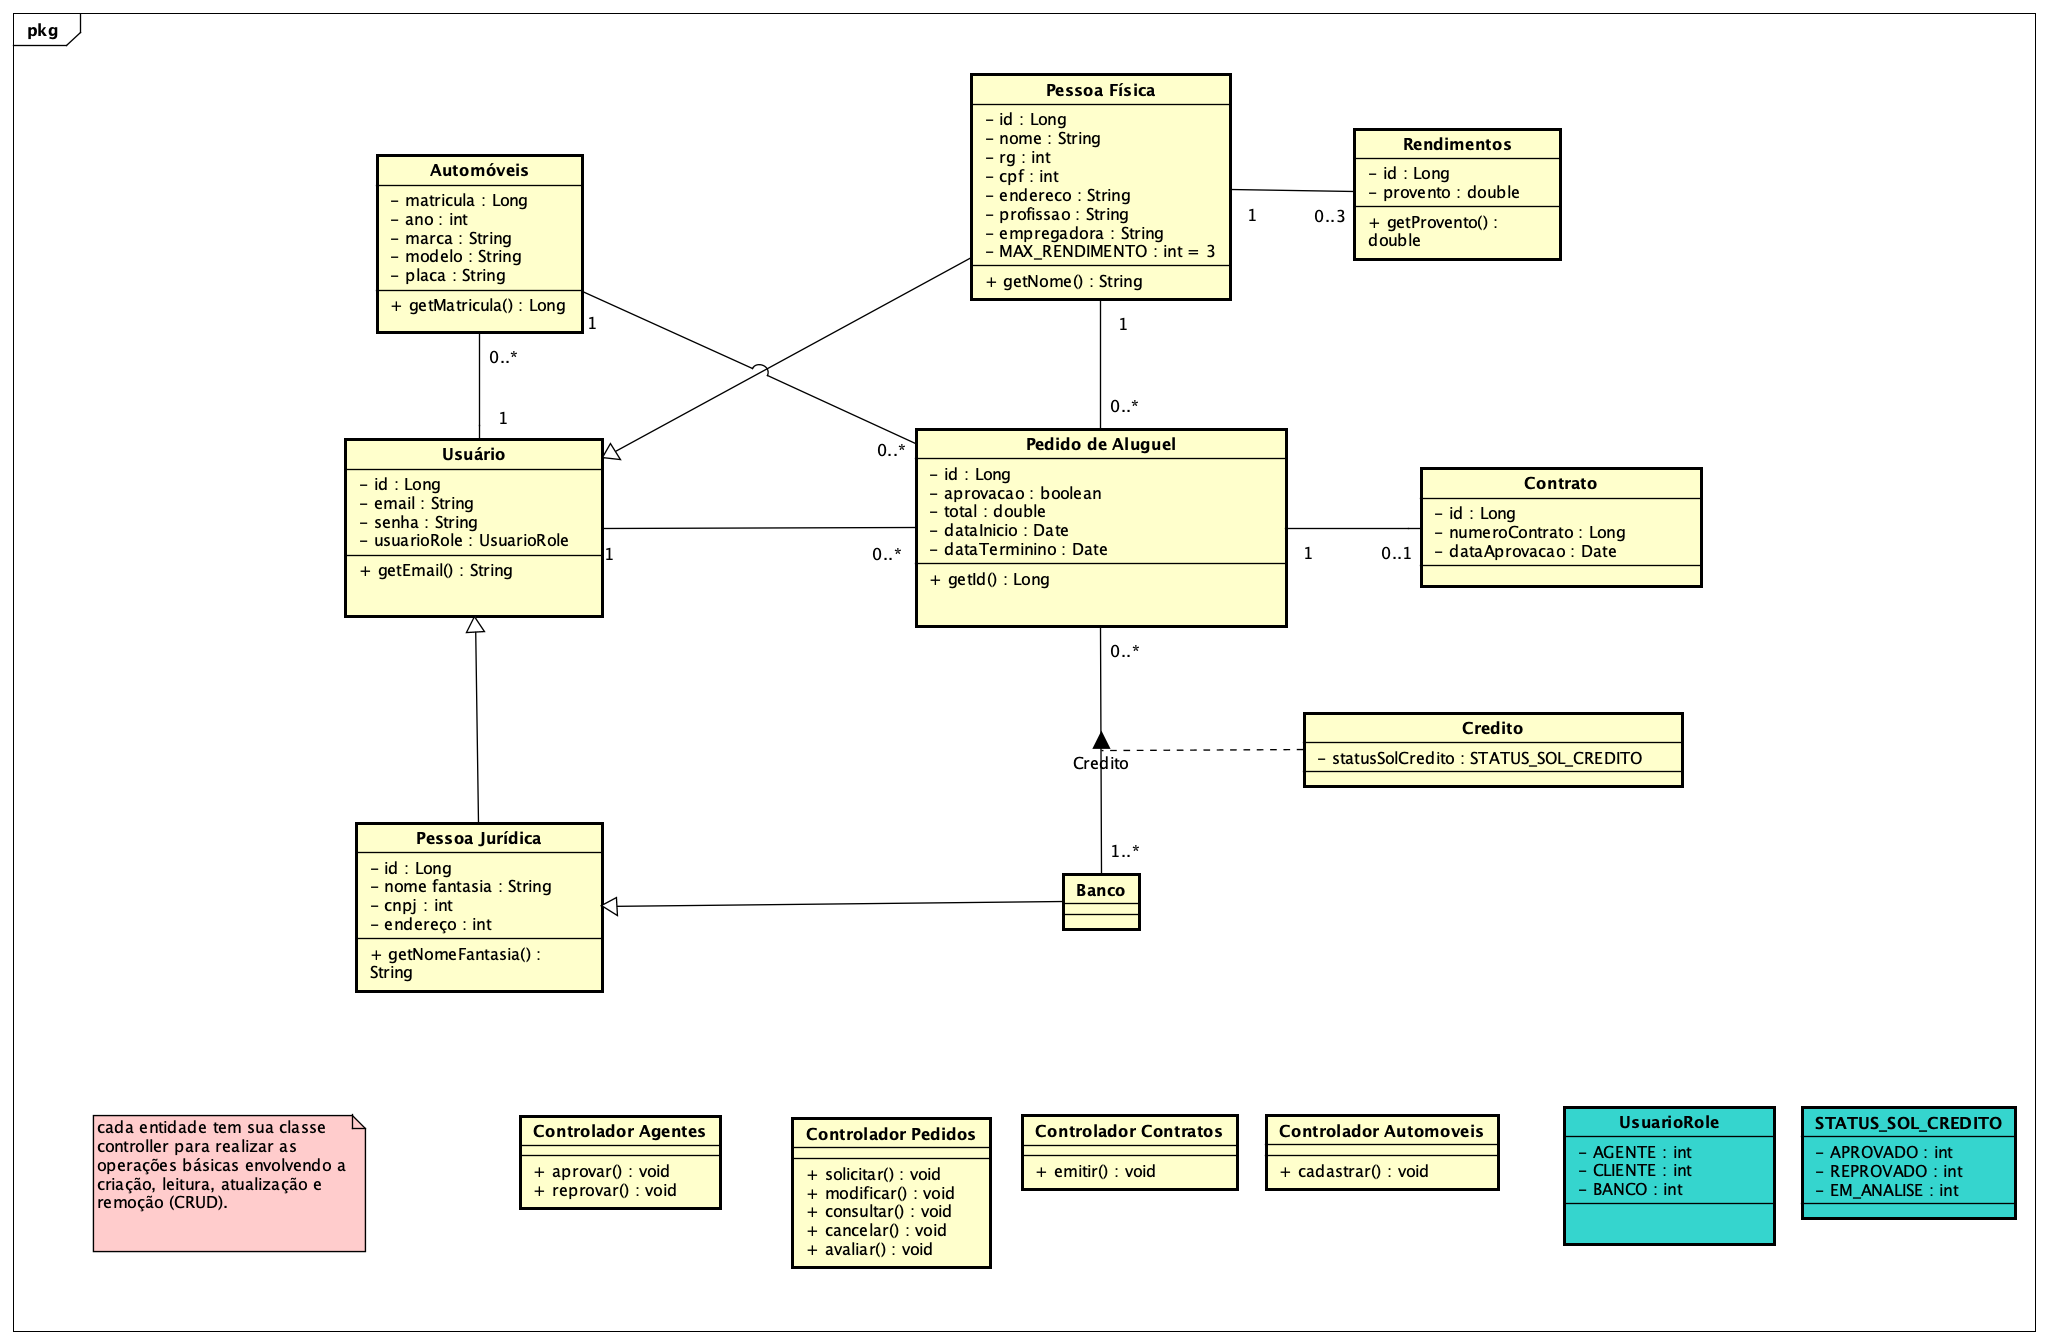 pkg
Pessoa Física
– id : Long
– nome : String
– rg : int
– cpf : int
– endereco : String
– profissao : String
– empregadora : String
– MAX_RENDIMENTO : int = 3
+ getNome() : String
Rendimentos
– id : Long
– provento : double
+ getProvento() :
double
1
0..3
Automóveis
– matricula : Long
– ano : int
– marca : String
– modelo : String
– placa : String
+ getMatricula() : Long
1
0..*
1
1
0..*
0..*
Usuário
– id : Long
– email : String
– senha : String
– usuarioRole : UsuarioRole
+ getEmail() : String
1
0..*
Pedido de Aluguel
– id : Long
– aprovacao : boolean
– total : double
– dataInicio : Date
– dataTerminino : Date
+ getId() : Long
1
0..1
Contrato
– id : Long
– numeroContrato : Long
– dataAprovacao : Date
0..*
Credito
Credito
– statusSolCredito : STATUS_SOL_CREDITO
1..*
Pessoa Jurídica
– id : Long
– nome fantasia : String
– cnpj : int
– endereço : int
+ getNomeFantasia() :
String
Banco
cada entidade tem sua classe
controller para realizar as
operações básicas envolvendo a
criação, leitura, atualização e
remoção (CRUD).
Controlador Agentes
+ aprovar() : void
+ reprovar() : void
Controlador Pedidos
+ solicitar() : void
+ modificar() : void
+ consultar() : void
+ cancelar() : void
+ avaliar() : void
Controlador Contratos
+ emitir() : void
Controlador Automoveis
+ cadastrar() : void
UsuarioRole
– AGENTE : int
– CLIENTE : int
– BANCO : int
STATUS_SOL_CREDITO
– APROVADO : int
– REPROVADO : int
– EM_ANALISE : int